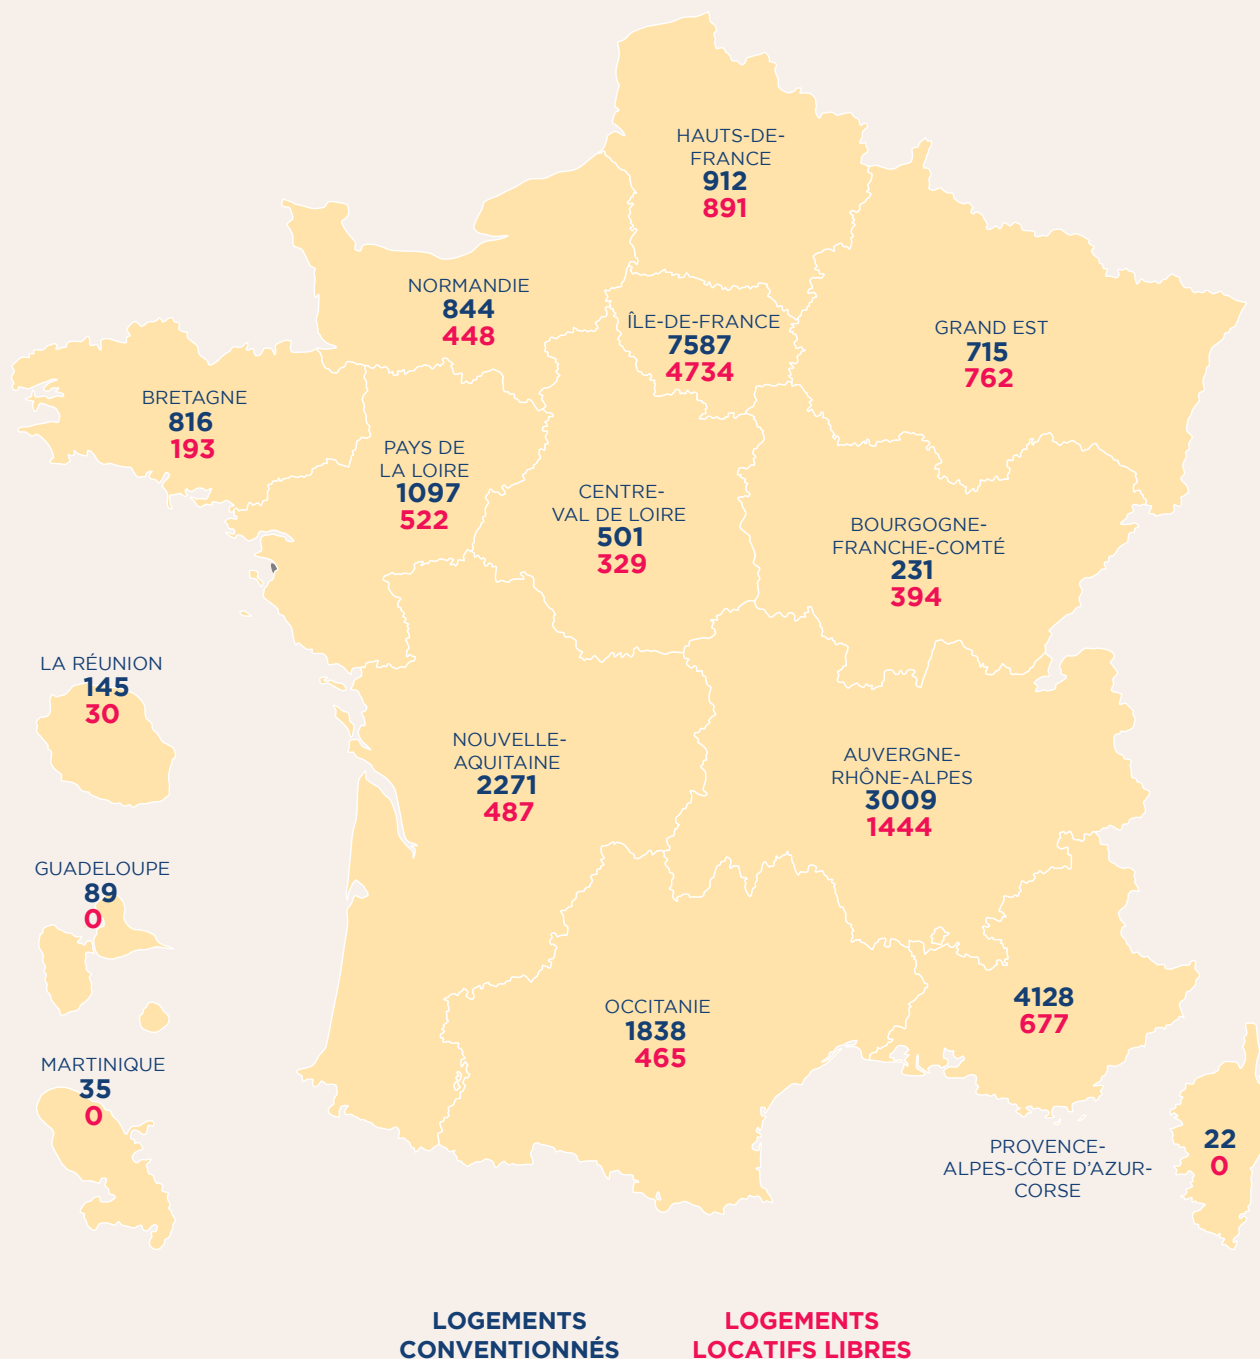 HAUTS-DE-
FRANCE
912
891
NORMANDIE
844
448
ÎLE-DE-FRANCE
7587
4734
GRAND EST
715
762
BRETAGNE
816
193
PAYS DE
LA LOIRE
1097
522
CENTRE-
VAL DE LOIRE
501
329
BOURGOGNE-
FRANCHE-COMTÉ
231
394
LA RÉUNION
145
30
NOUVELLE-
AQUITAINE
2271
487
AUVERGNE-
RHÔNE-ALPES
3009
1444
GUADELOUPE
89
0
OCCITANIE
1838
465
4128
677
MARTINIQUE
35
0
PROVENCE-
ALPES-CÔTE D'AZUR-
CORSE
22
0
LOGEMENTS
CONVENTIONNÉS
LOGEMENTS
LOCATIFS LIBRES